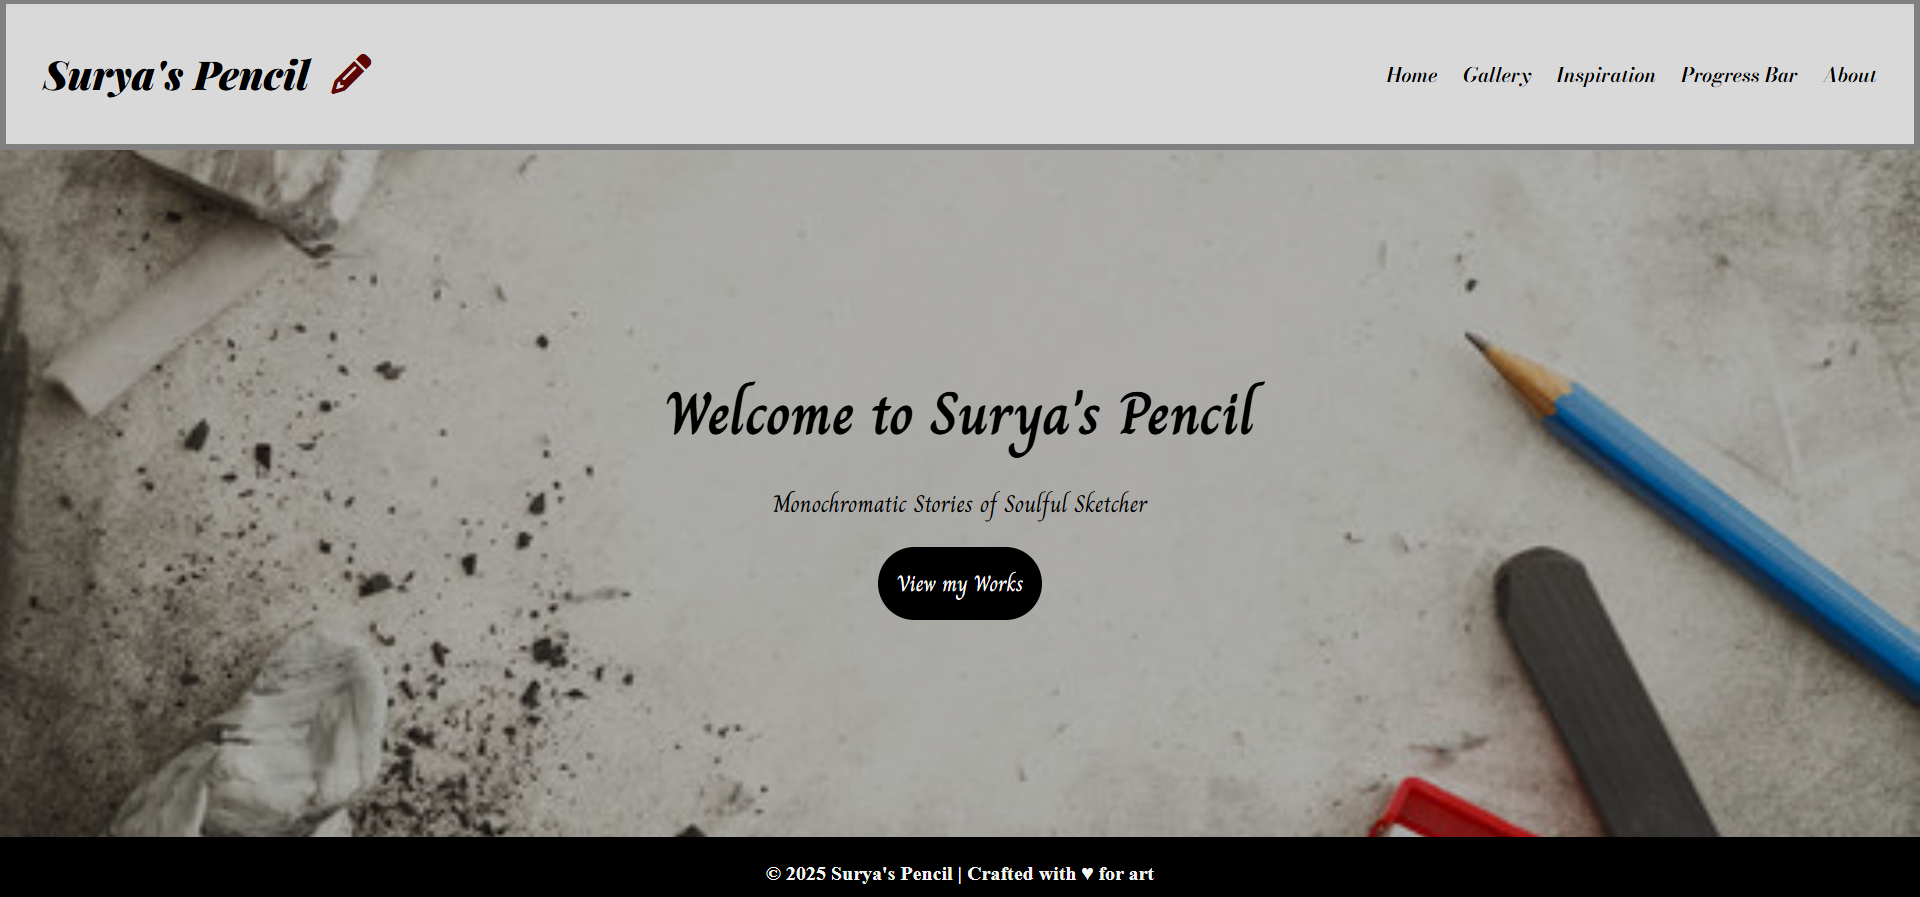 Surya's Pencil
Home Gallery Inspiration Progress Bar About
Welcome to Surya's Pencil
Monochromatic Stories of Soulful Sketcher
View my Works
© 2025 Surya's Pencil | Crafted with ♥ for art